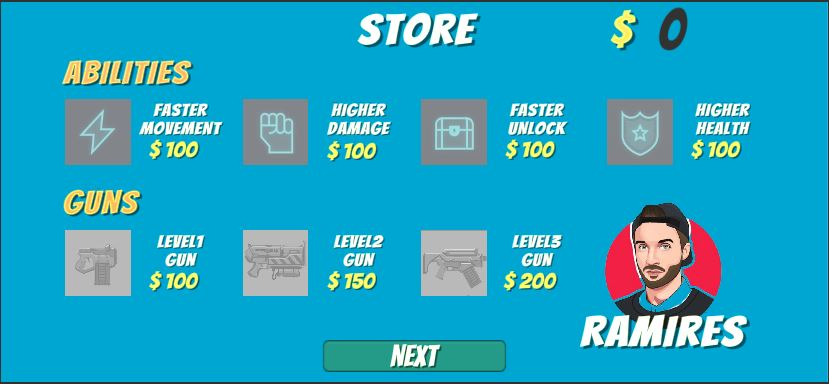 STORE
$ 0
ABILITIES
FASTER
MOVEMENT
$ 100
HIGHER
DAMAGE
$ 100
FASTER
UNLOCK
$ 100
HIGHER
HEALTH
$ 100
GUNS
LEVEL1
GUN
$ 100
LEVEL2
GUN
$ 150
LEVEL3
GUN
$ 200
RAMIRES
NEXT